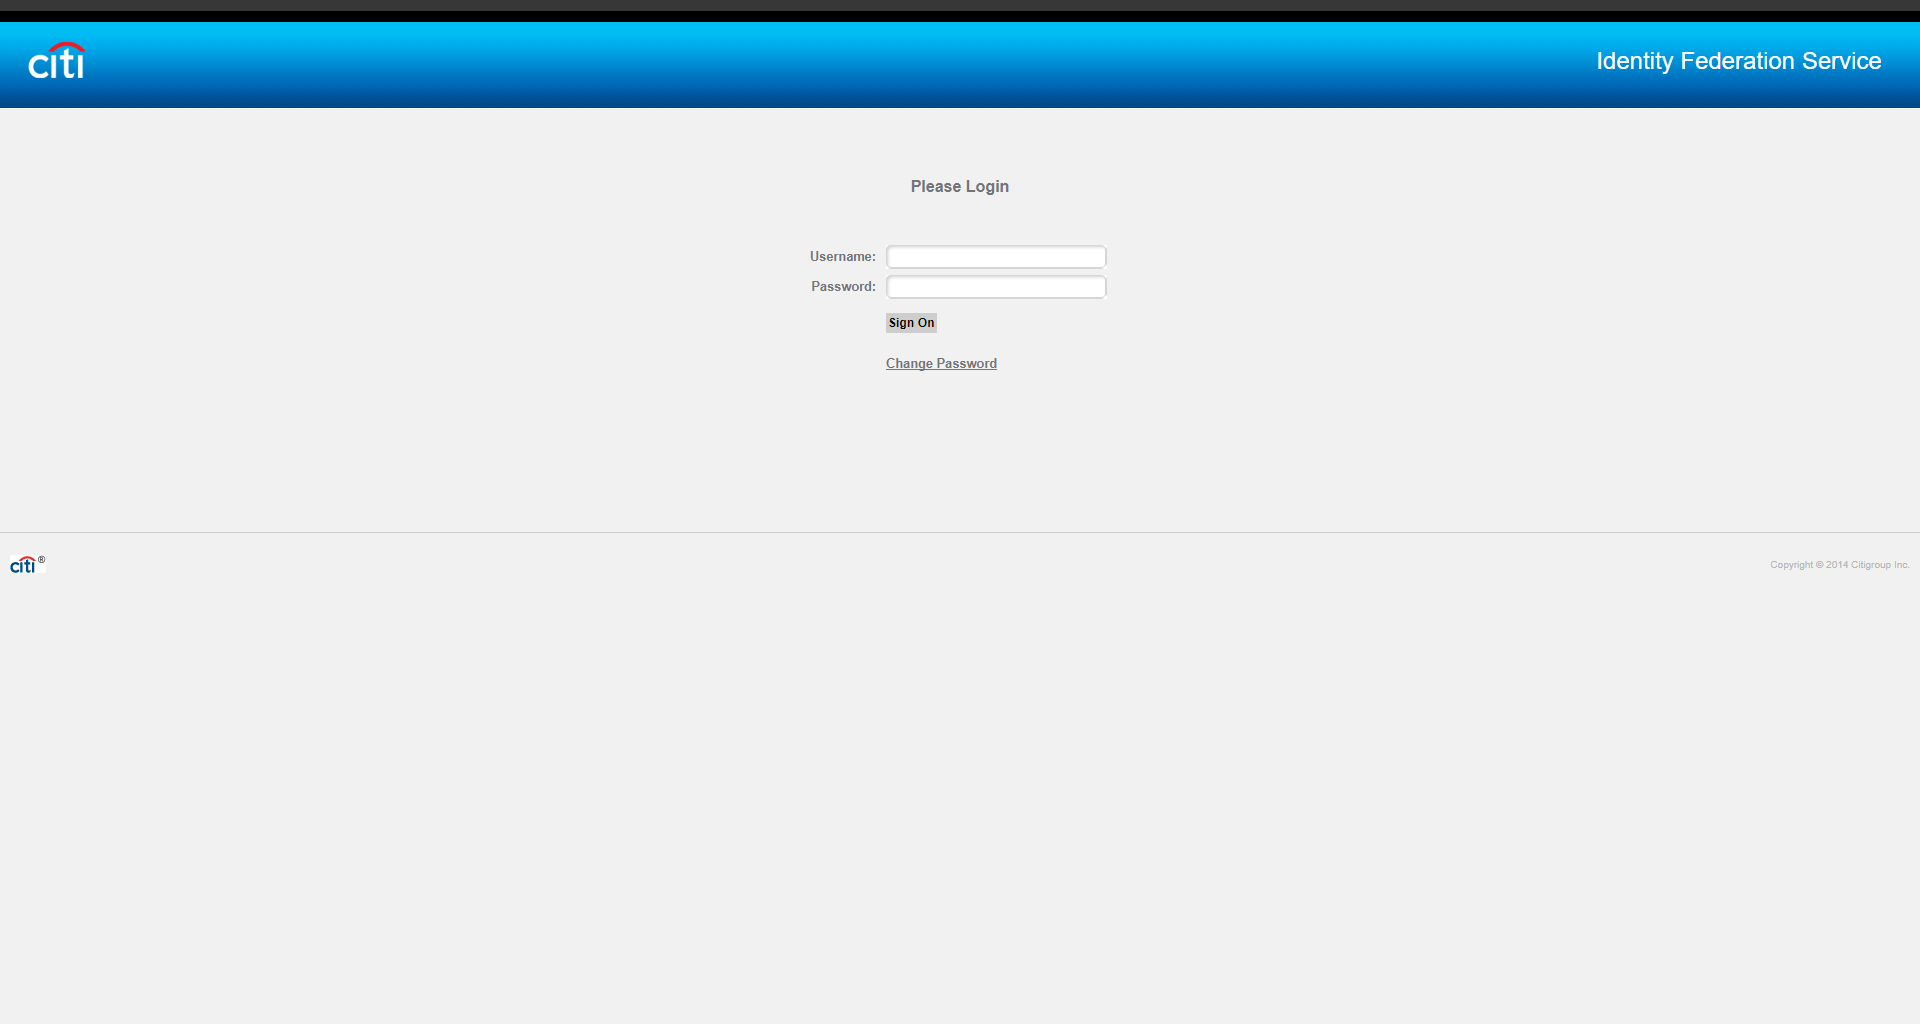 citi
Identity Federation Service
Please Login
Username:
Password:
Sign On
Change Password
citi®
Copyright © 2014 Citigroup Inc.